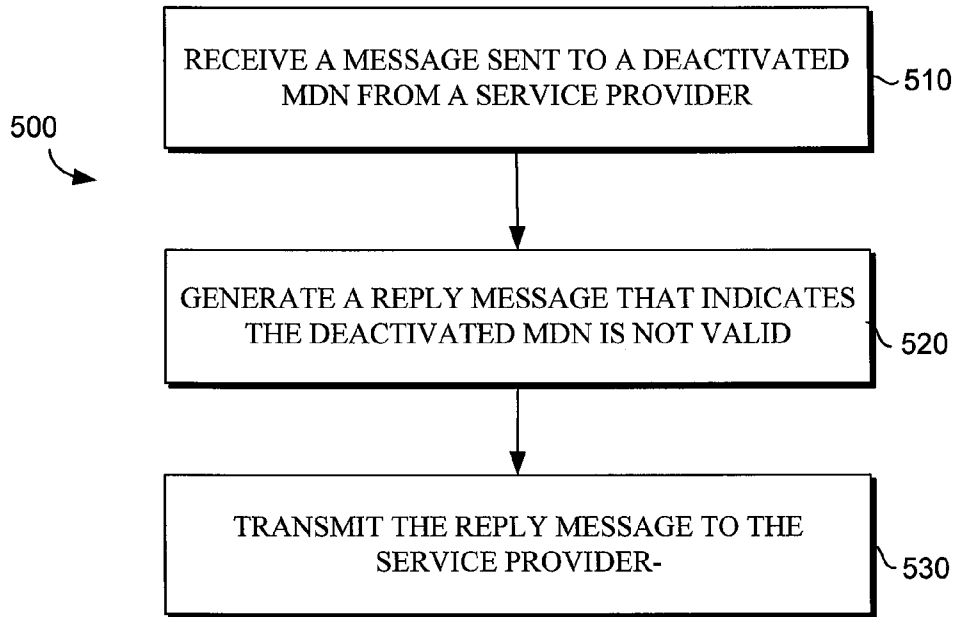 RECEIVE A MESSAGE SENT TO A DEACTIVATED
MDN FROM A SERVICE PROVIDER
510
500
GENERATE A REPLY MESSAGE THAT INDICATES
THE DEACTIVATED MDN IS NOT VALID
520
TRANSMIT THE REPLY MESSAGE TO THE
SERVICE PROVIDER-
530